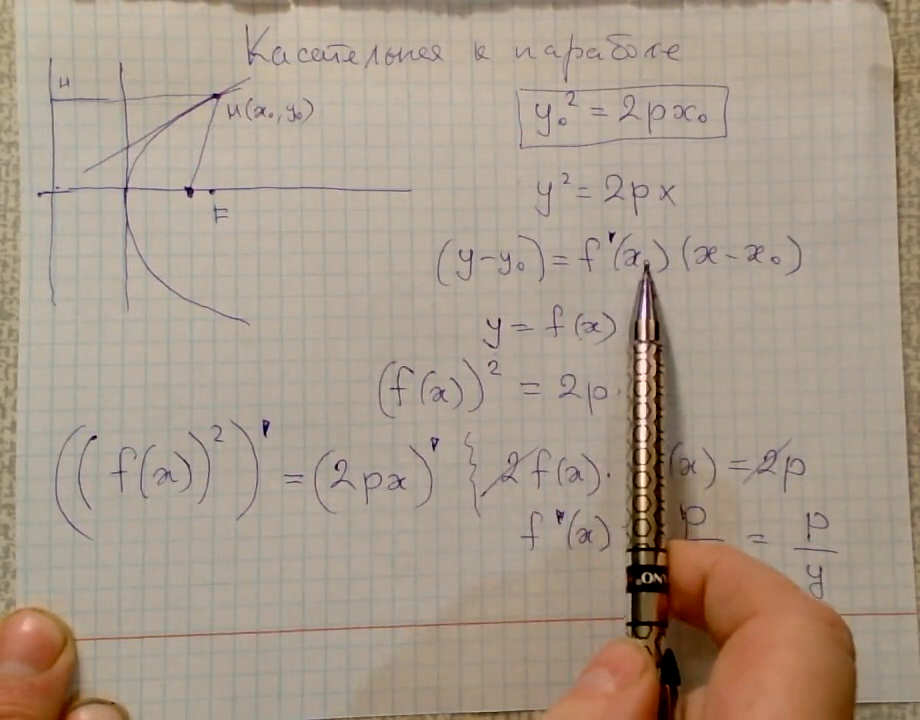 Касательная к параболе
н
M(x₀, y₀)
F
y₀² = 2px₀
y² = 2px
(y-y₀) = f'(x₀) (x-x₀)
y = f(x)
(f(x))² = 2p
((f(x))²)' = (2px)' { 2f(x)· (x) = 2p
f'(x) p = p/y